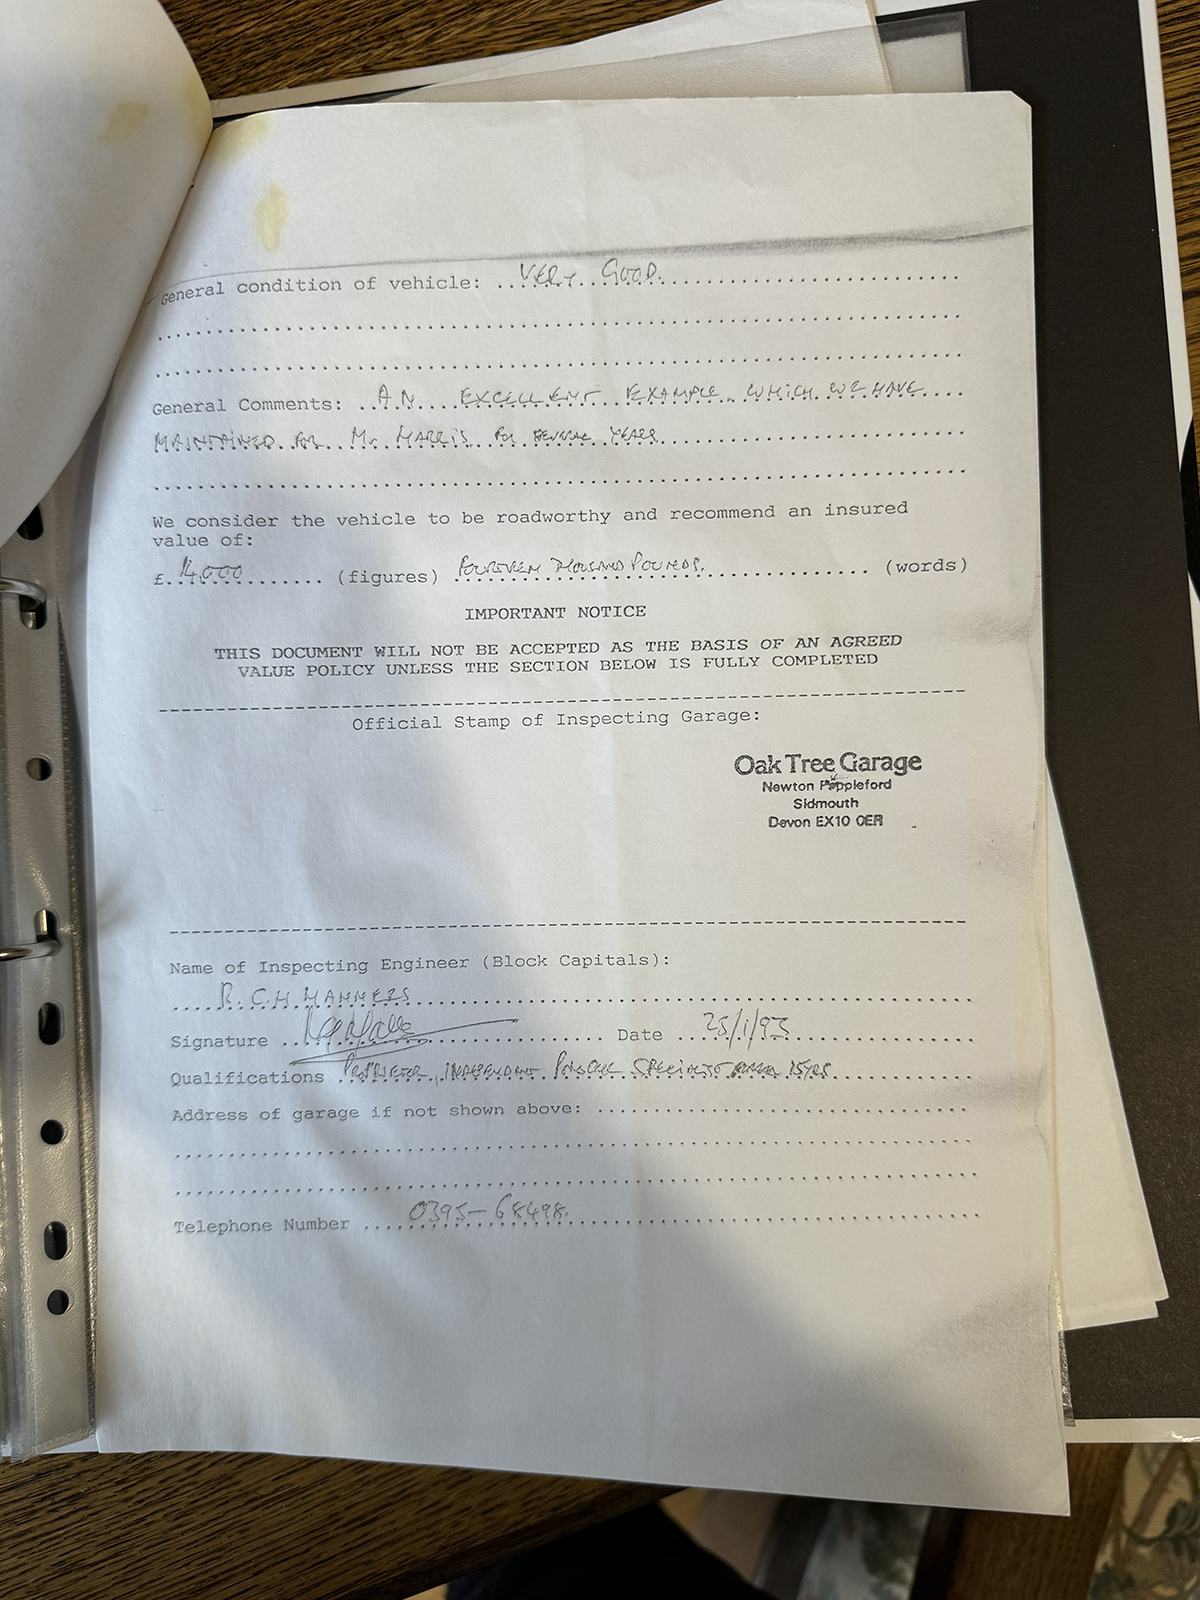 General condition of vehicle: ...VERY...GOOD.......
General Comments: ..AN....EXCELLENT..EXAMPLE..WHICH WE HAVE
MAINTAINED FOR Mr HARRIS FOR SEVERAL YEARS
We consider the vehicle to be roadworthy and recommend an insured
value of:
£ 14,000 (figures) FOURTEEN THOUSAND POUNDS. (words)
IMPORTANT NOTICE
THIS DOCUMENT WILL NOT BE ACCEPTED AS THE BASIS OF AN AGREED
VALUE POLICY UNLESS THE SECTION BELOW IS FULLY COMPLETED
Official Stamp of Inspecting Garage:
Oak Tree Garage
Newton Poppleford
Sidmouth
Devon EX10 0ER
Name of Inspecting Engineer (Block Capitals):
R.C.H. MANNERS
Signature Date 25/1/93
Qualifications PROPRIETOR, INDEPENDENT PORSCHE SPECIALIST 15YRS
Address of garage if not shown above:
Telephone Number 0395-68498.